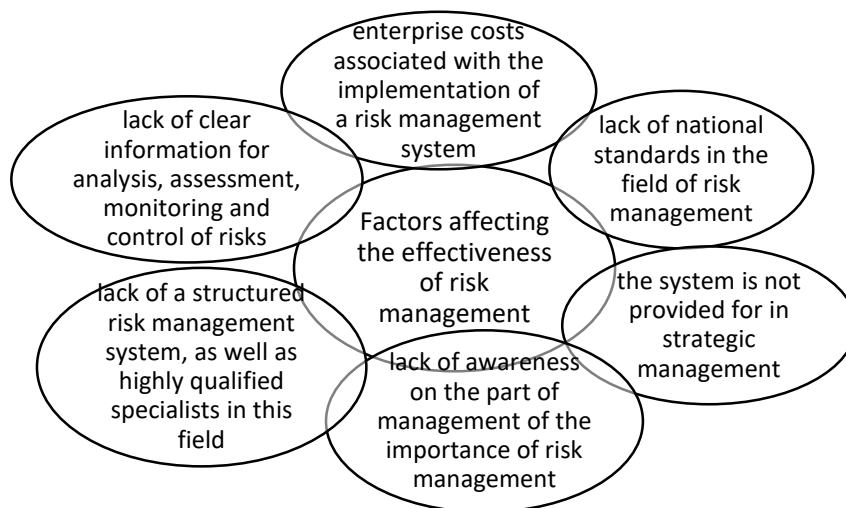 enterprise costs
associated with the
implementation of
a risk management
system
lack of national
standards in the
field of risk
management
the system is not
provided for in
strategic
management
lack of awareness
on the part of
management of the
importance of risk
management
lack of a structured
risk management
system, as well as
highly qualified
specialists in this
field
lack of clear
information for
analysis, assessment,
monitoring and
control of risks
Factors affecting
the effectiveness
of risk
management